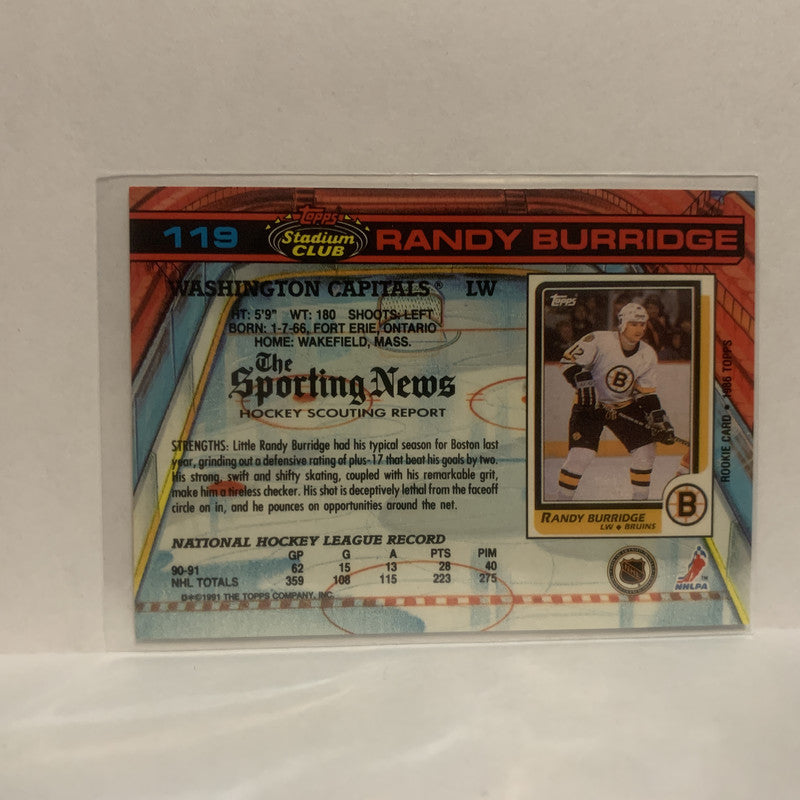 119
Topps
Stadium
CLUB
RANDY BURRIDGE
WASHINGTON CAPITALS® LW
HT: 5'9" WT: 180 SHOOTS: LEFT
BORN: 1-7-66, FORT ERIE, ONTARIO
HOME: WAKEFIELD, MASS.
The
Sporting News
HOCKEY SCOUTING REPORT
STRENGTHS: Little Randy Burridge had his typical season for Boston last
year, grinding out a defensive rating of plus-17 that beat his goals by two.
His strong, swift and shifty skating, coupled with his remarkable grit,
make him a tireless checker. His shot is deceptively lethal from the faceoff
circle on in, and he pounces on opportunities around the net.
NATIONAL HOCKEY LEAGUE RECORD
GP G A PTS PIM
90-91 62 15 13 28 40
NHL TOTALS 359 108 115 223 275
D*©1991 THE TOPPS COMPANY, INC.
Topps
12
B
B
RANDY BURRIDGE
LW • BRUINS
ROOKIE CARD • 1986 TOPPS
NHL
NHLPA
TM